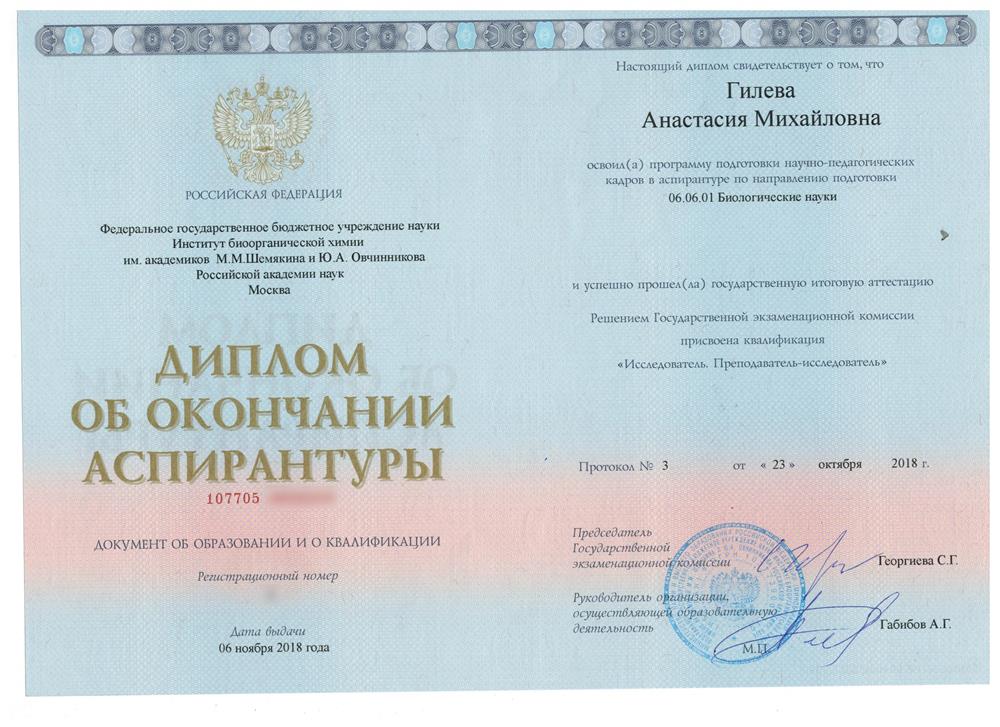 РОССИЙСКАЯ ФЕДЕРАЦИЯ
Федеральное государственное бюджетное учреждение науки
Институт биоорганической химии
им. академиков М.М.Шемякина и Ю.А. Овчинникова
Российской академии наук
Москва
ДИПЛОМ
ОБ ОКОНЧАНИИ
АСПИРАНТУРЫ
107705
ДОКУМЕНТ ОБ ОБРАЗОВАНИИ И О КВАЛИФИКАЦИИ
Регистрационный номер
Дата выдачи
06 ноября 2018 года
Настоящий диплом свидетельствует о том, что
Гилева
Анастасия Михайловна
освоил(а) программу подготовки научно-педагогических
кадров в аспирантуре по направлению подготовки
06.06.01 Биологические науки
и успешно прошел(ла) государственную итоговую аттестацию
Решением Государственной экзаменационной комиссии
присвоена квалификация
«Исследователь. Преподаватель-исследователь»
Протокол № 3 от « 23 » октября 2018 г.
Председатель
Государственной
экзаменационной комиссии
Георгиева С.Г.
Руководитель организации,
осуществляющей образовательную
деятельность
Габибов А.Г.
М.П.